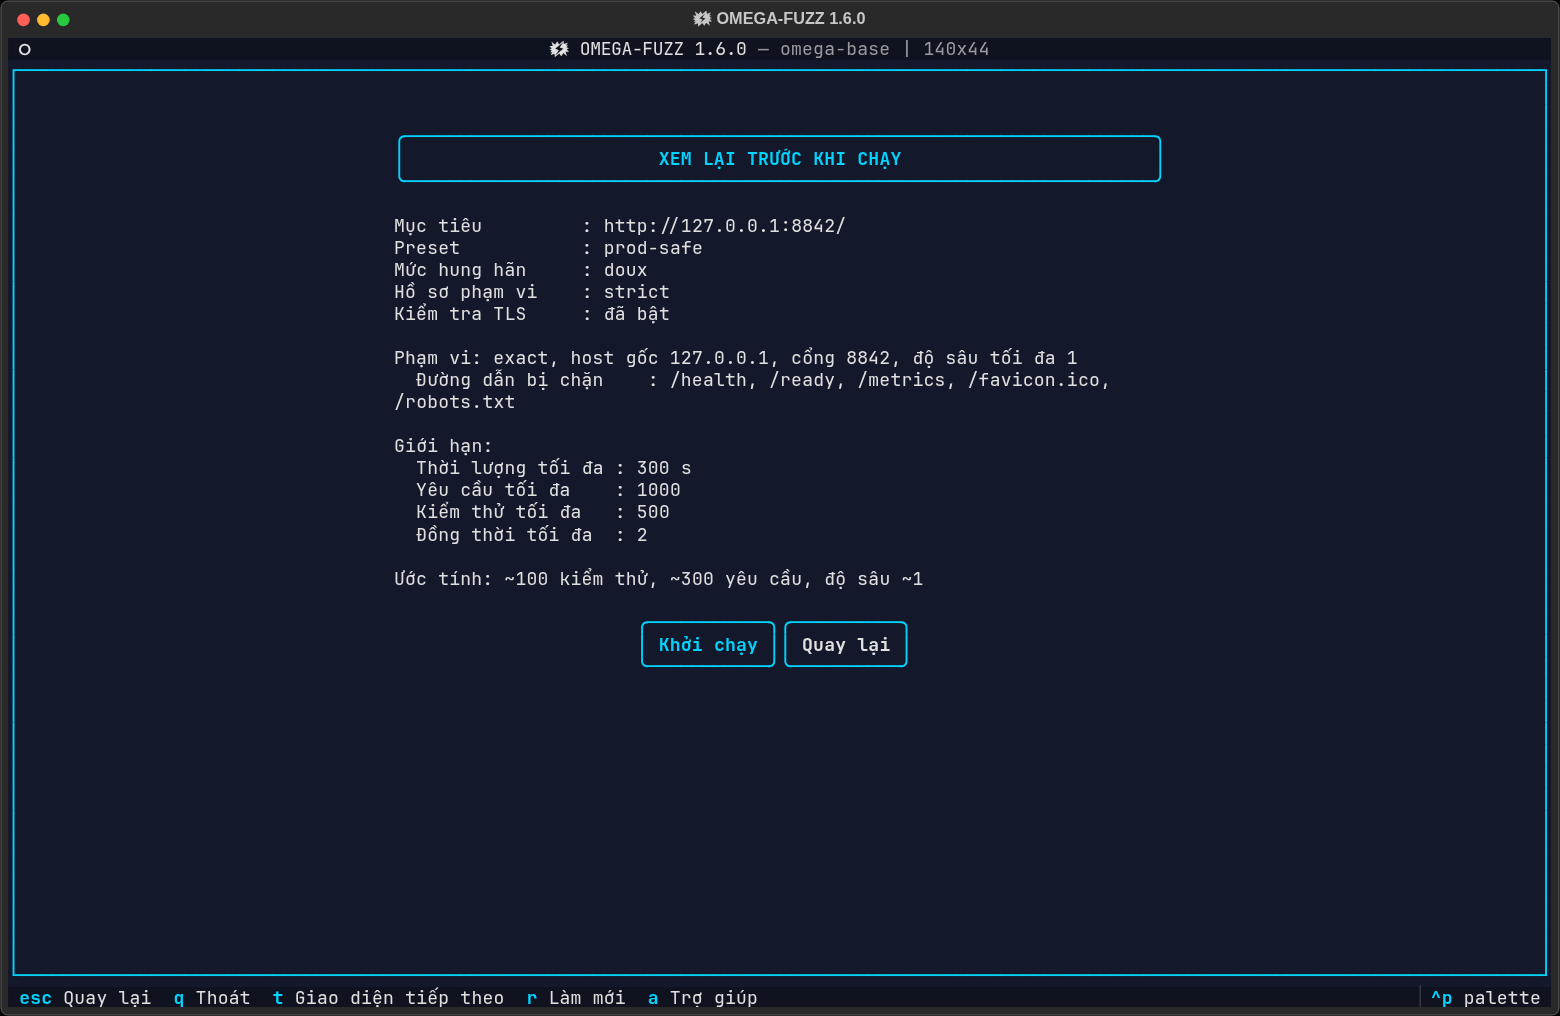 OMEGA-FUZZ 1.6.0
OMEGA-FUZZ 1.6.0 — omega-base | 140x44
XEM LẠI TRƯỚC KHI CHẠY
Mục tiêu : http://127.0.0.1:8842/
Preset : prod-safe
Mức hung hãn : doux
Hồ sơ phạm vi : strict
Kiểm tra TLS : đã bật
Phạm vi: exact, host gốc 127.0.0.1, cổng 8842, độ sâu tối đa 1
Đường dẫn bị chặn : /health, /ready, /metrics, /favicon.ico,
/robots.txt
Giới hạn:
Thời lượng tối đa : 300 s
Yêu cầu tối đa : 1000
Kiểm thử tối đa : 500
Đồng thời tối đa : 2
Ước tính: ~100 kiểm thử, ~300 yêu cầu, độ sâu ~1
Khởi chạy Quay lại
esc Quay lại q Thoát t Giao diện tiếp theo r Làm mới a Trợ giúp ^p palette